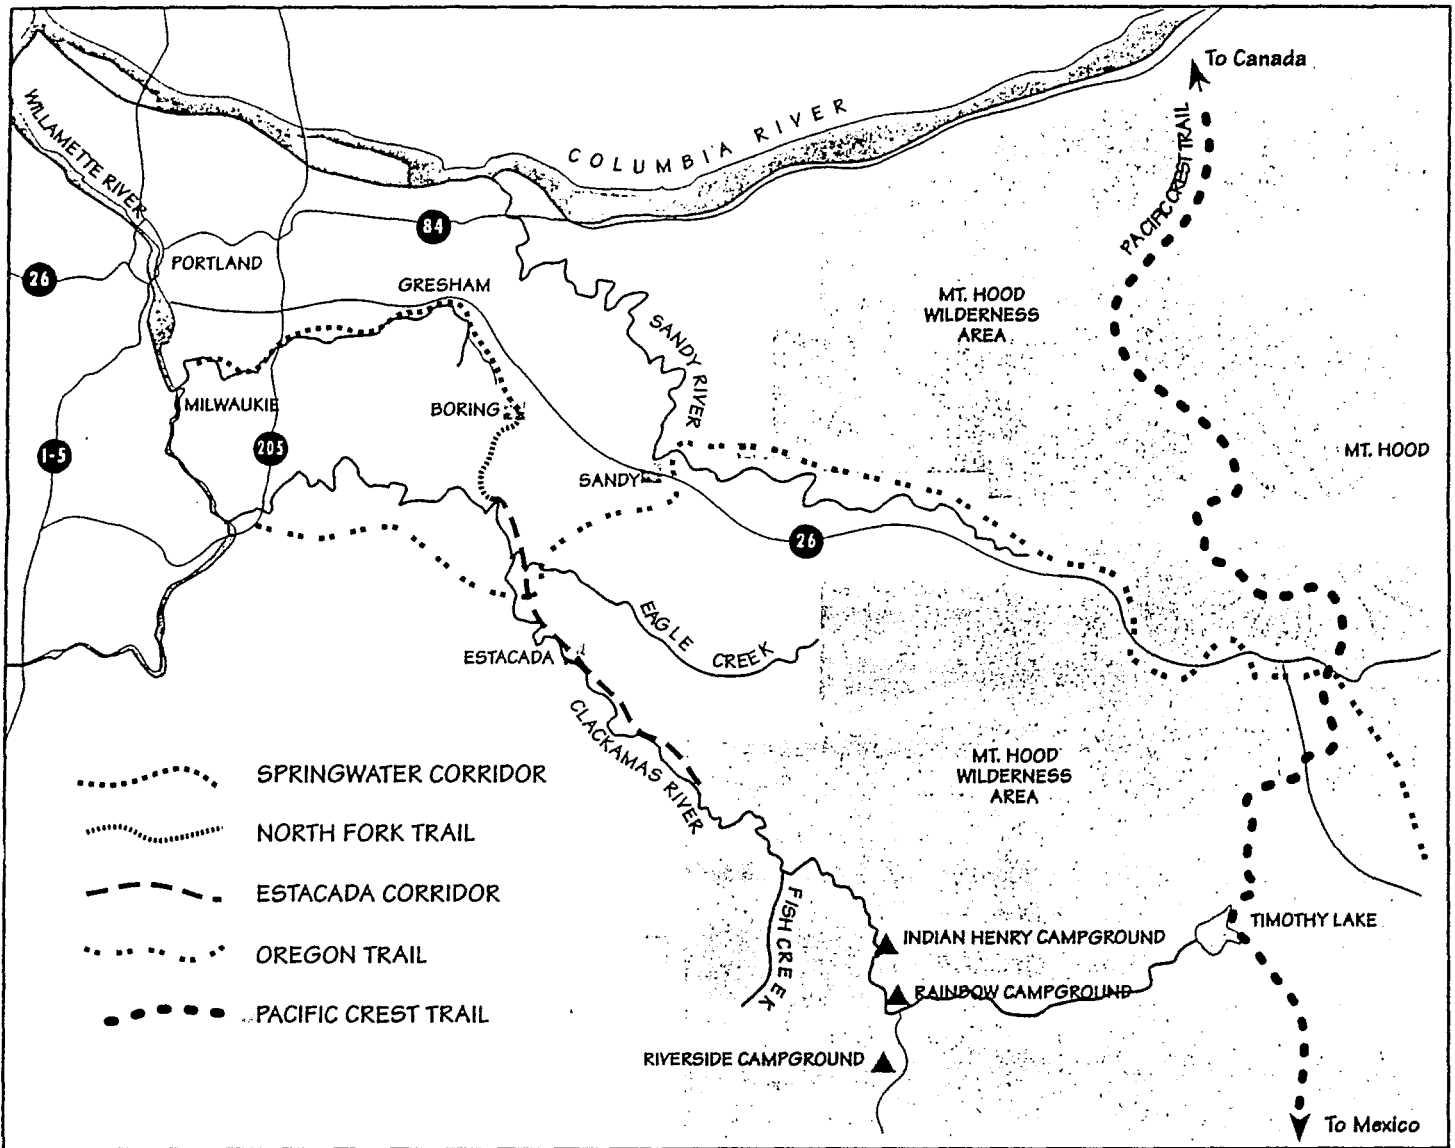 To Canada
COLUMBIA RIVER
WILLAMETTE RIVER
PACIFIC CREST TRAIL
84
PORTLAND
26
GRESHAM
MT. HOOD
WILDERNESS
AREA
SANDY RIVER
MILWAUKIE
BORING
I-5
205
MT. HOOD
SANDY
26
EAGLE CREEK
ESTACADA
CLACKAMAS RIVER
MT. HOOD
WILDERNESS
AREA
SPRINGWATER CORRIDOR
NORTH FORK TRAIL
ESTACADA CORRIDOR
OREGON TRAIL
PACIFIC CREST TRAIL
FISH CREEK
TIMOTHY LAKE
INDIAN HENRY CAMPGROUND
RAINBOW CAMPGROUND
RIVERSIDE CAMPGROUND
To Mexico